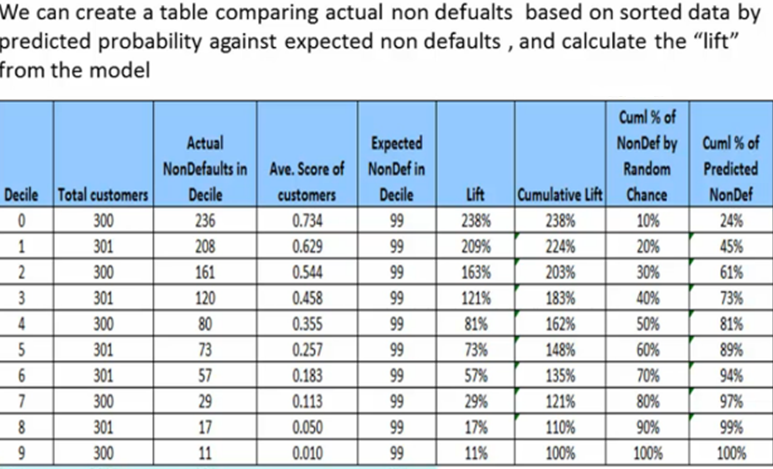 We can create a table comparing actual non defualts based on sorted data by
predicted probability against expected non defaults , and calculate the “lift”
from the model
Decile Total customers Actual NonDefaults in Decile Ave. Score of customers Expected NonDef in Decile Lift Cumulative Lift Cuml % of NonDef by Random Chance Cuml % of Predicted NonDef
0 300 236 0.734 99 238% 238% 10% 24%
1 301 208 0.629 99 209% 224% 20% 45%
2 300 161 0.544 99 163% 203% 30% 61%
3 301 120 0.458 99 121% 183% 40% 73%
4 300 80 0.355 99 81% 162% 50% 81%
5 301 73 0.257 99 73% 148% 60% 89%
6 301 57 0.183 99 57% 135% 70% 94%
7 300 29 0.113 99 29% 121% 80% 97%
8 301 17 0.050 99 17% 110% 90% 99%
9 300 11 0.010 99 11% 100% 100% 100%